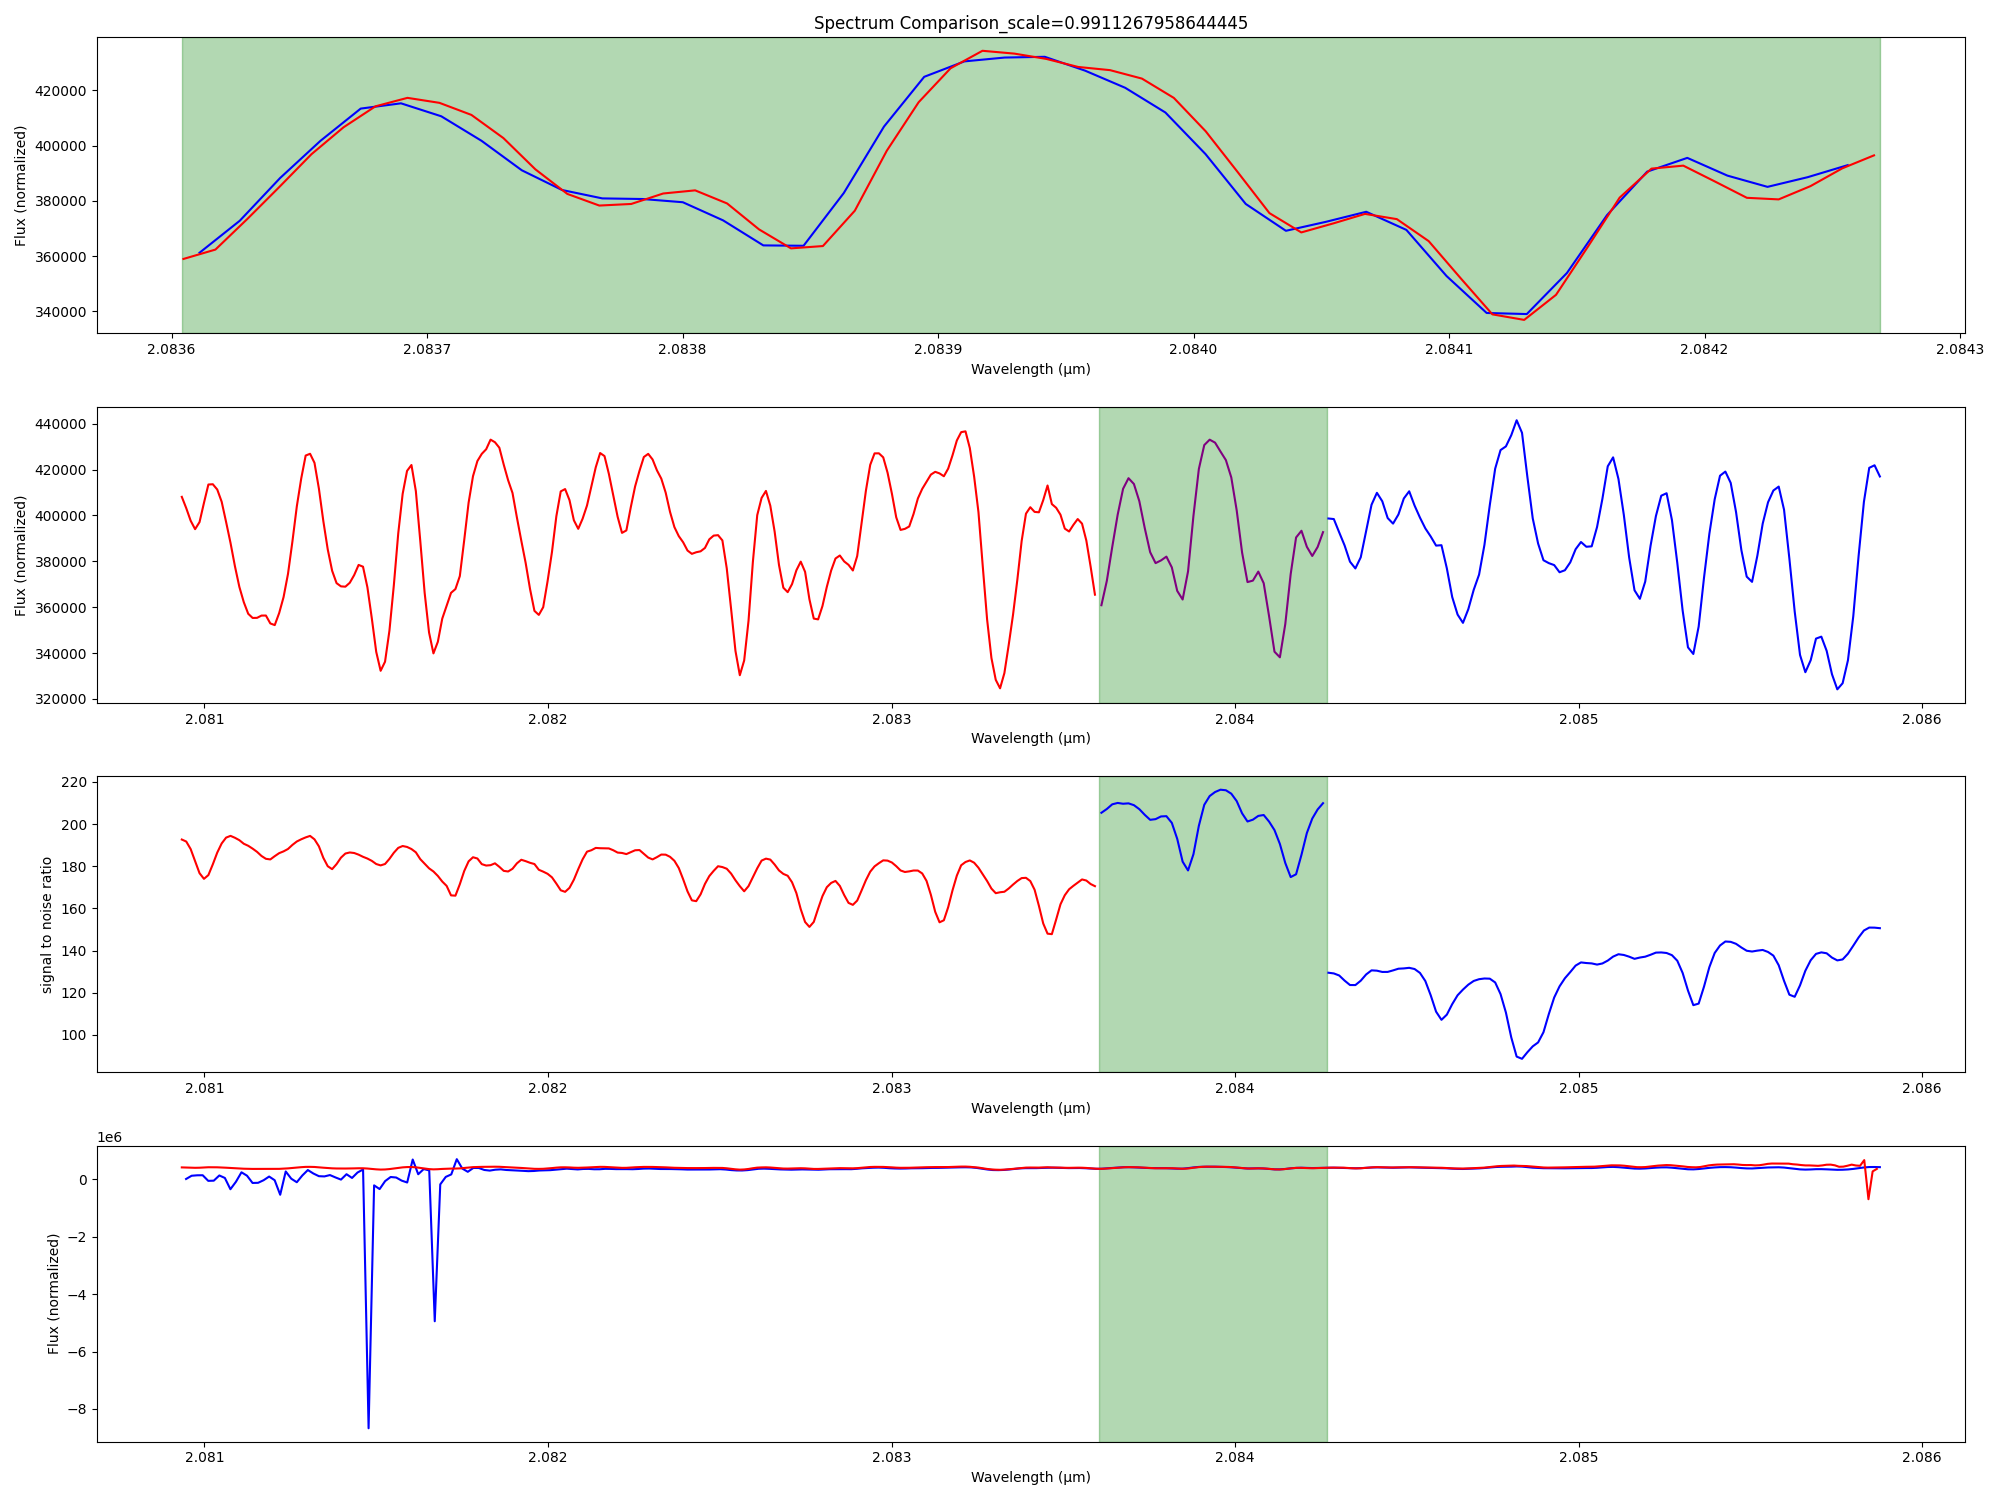 Spectrum Comparison_scale=0.9911267958644445
Flux (normalized)
420000
400000
380000
360000
340000
2.0836 2.0837 2.0838 2.0839 2.0840 2.0841 2.0842 2.0843
Wavelength (μm)
Flux (normalized)
440000
420000
400000
380000
360000
340000
320000
2.081 2.082 2.083 2.084 2.085 2.086
Wavelength (μm)
signal to noise ratio
220
200
180
160
140
120
100
2.081 2.082 2.083 2.084 2.085 2.086
Wavelength (μm)
1e6
Flux (normalized)
0
−2
−4
−6
−8
2.081 2.082 2.083 2.084 2.085 2.086
Wavelength (μm)